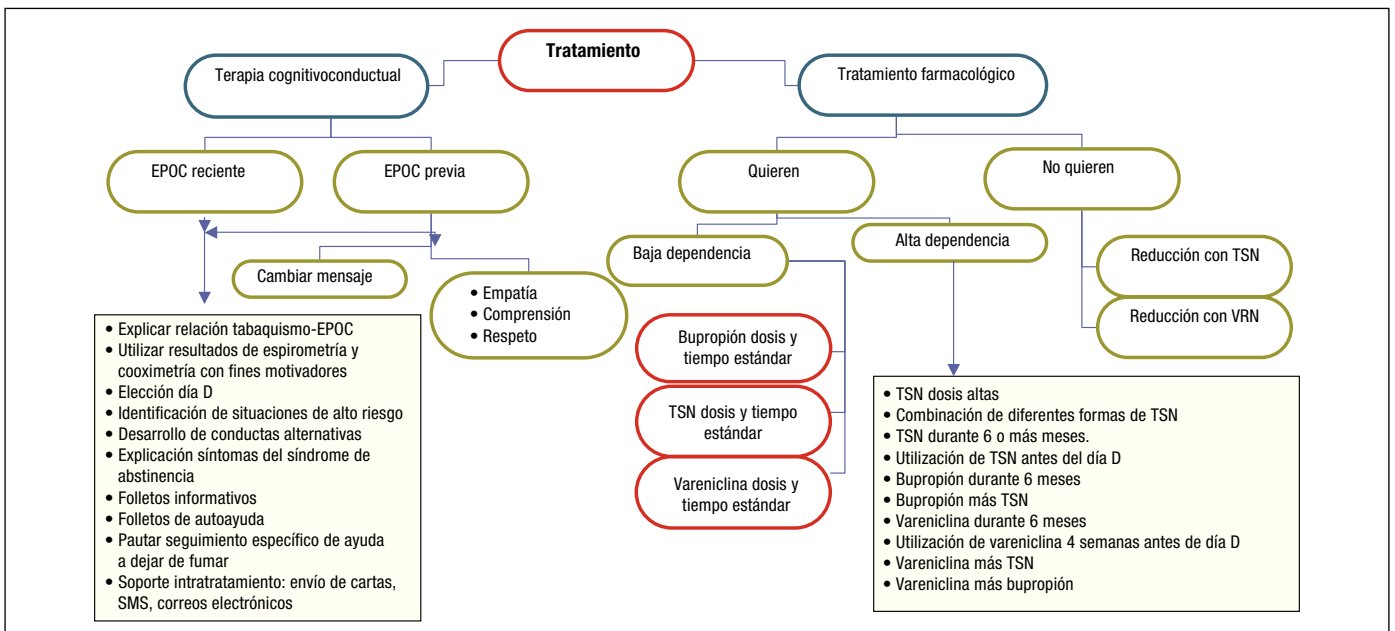 Tratamiento
Terapia cognitivoconductual
Tratamiento farmacológico
EPOC reciente
EPOC previa
Quieren
No quieren
Cambiar mensaje
• Empatía
• Comprensión
• Respeto
Baja dependencia
Alta dependencia
Reducción con TSN
Reducción con VRN
• Explicar relación tabaquismo-EPOC
• Utilizar resultados de espirometría y
cooximetría con fines motivadores
• Elección día D
• Identificación de situaciones de alto riesgo
• Desarrollo de conductas alternativas
• Explicación síntomas del síndrome de
abstinencia
• Folletos informativos
• Folletos de autoayuda
• Pautar seguimiento específico de ayuda
a dejar de fumar
• Soporte intratratamiento: envío de cartas,
SMS, correos electrónicos
Bupropión dosis y
tiempo estándar
TSN dosis y tiempo
estándar
Vareniclina dosis y
tiempo estándar
• TSN dosis altas
• Combinación de diferentes formas de TSN
• TSN durante 6 o más meses.
• Utilización de TSN antes del día D
• Bupropión durante 6 meses
• Bupropión más TSN
• Vareniclina durante 6 meses
• Utilización de vareniclina 4 semanas antes de día D
• Vareniclina más TSN
• Vareniclina más bupropión